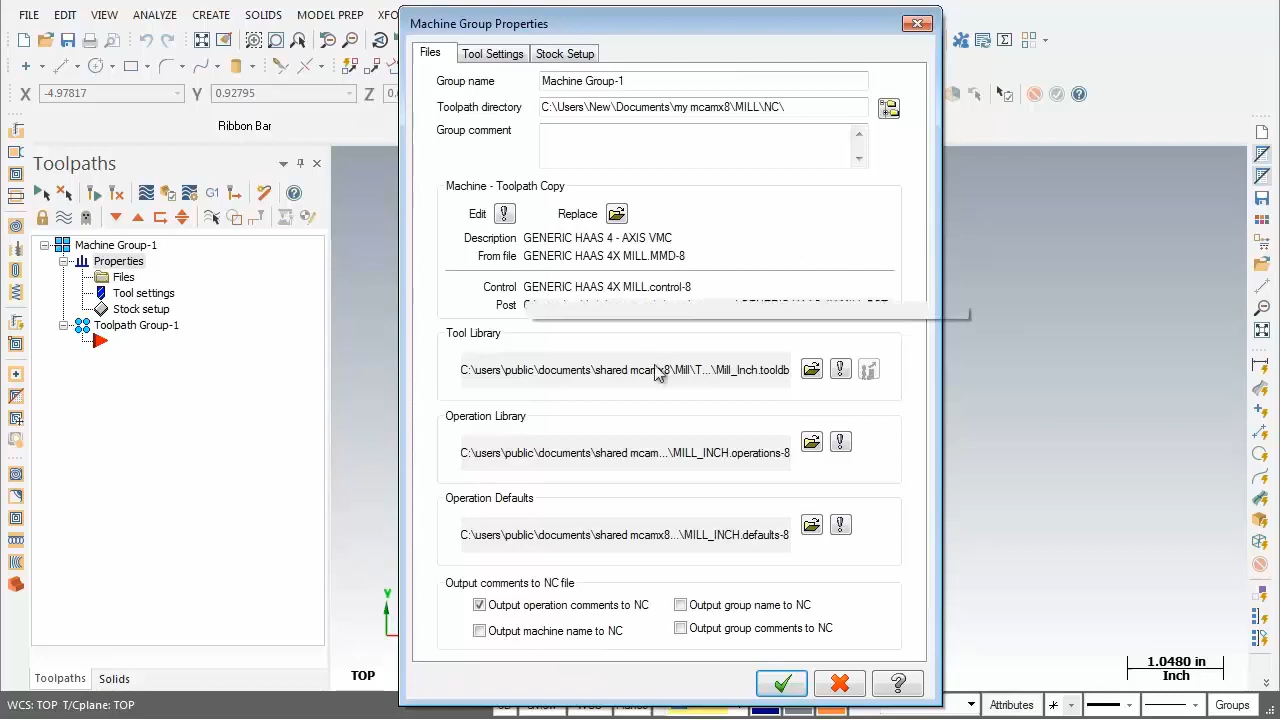 FILE EDIT VIEW ANALYZE CREATE SOLIDS MODEL PREP XFO
Machine Group Properties
Files Tool Settings Stock Setup
X -4.97817 Y 0.92795 Z
Ribbon Bar
Group name Machine Group-1
Toolpath directory C:\Users\New\Documents\my mcamx8\MILL\NC\
Group comment
Toolpaths
Machine Group-1
Properties
Files
Tool settings
Stock setup
Toolpath Group-1
Machine - Toolpath Copy
Edit Replace
Description GENERIC HAAS 4 - AXIS VMC
From file GENERIC HAAS 4X MILL.MMD-8
Control GENERIC HAAS 4X MILL.control-8
Post
Tool Library
C:\users\public\documents\shared mcamx8\Mill\T...\Mill_Inch.tooldb
Operation Library
C:\users\public\documents\shared mcam...\MILL_INCH.operations-8
Operation Defaults
C:\users\public\documents\shared mcamx8...\MILL_INCH.defaults-8
Output comments to NC file
Output operation comments to NC Output group name to NC
Output machine name to NC Output group comments to NC
Toolpaths Solids
TOP
1.0480 in
Inch
WCS: TOP T/Cplane: TOP
Attributes
Groups